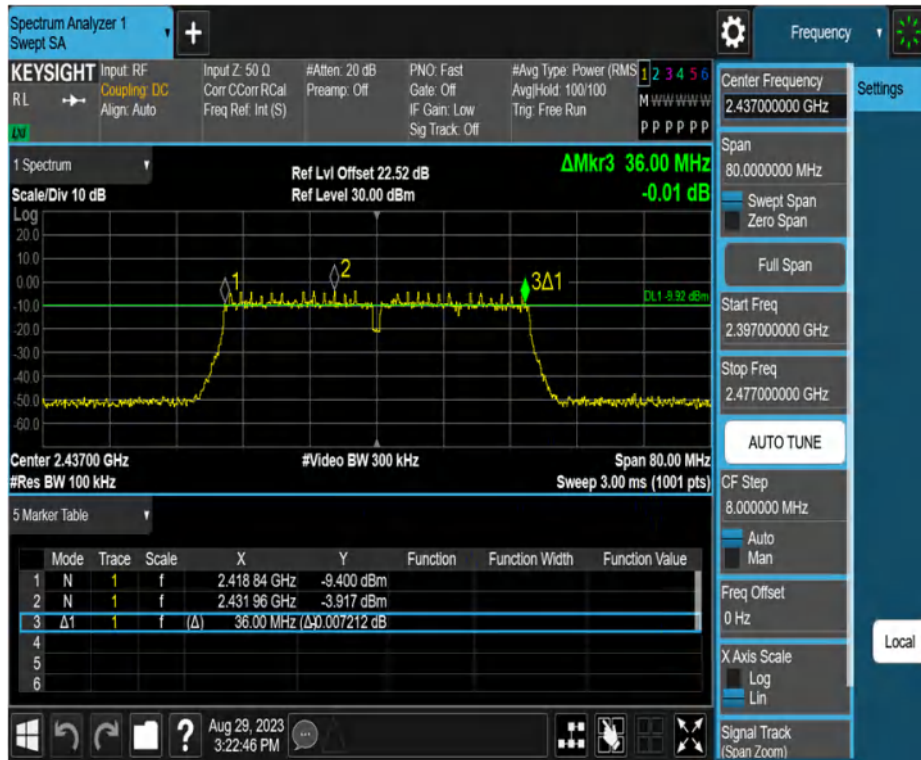 Spectrum Analyzer 1
Swept SA
+
Frequency
KEYSIGHT
RL
LXI
Input: RF
Coupling: DC
Align: Auto
Input Z: 50 Ω
Corr CCorr RCal
Freq Ref: Int (S)
#Atten: 20 dB
Preamp: Off
PNO: Fast
Gate: Off
IF Gain: Low
Sig Track: Off
#Avg Type: Power (RMS
Avg|Hold: 100/100
Trig: Free Run
1 2 3 4 5 6
M W W W W W
P P P P P P
Center Frequency
2.437000000 GHz
Settings
1 Spectrum
Scale/Div 10 dB
Ref Lvl Offset 22.52 dB
Ref Level 30.00 dBm
ΔMkr3 36.00 MHz
-0.01 dB
Span
80.0000000 MHz
Swept Span
Zero Span
Full Span
Start Freq
2.397000000 GHz
Stop Freq
2.477000000 GHz
AUTO TUNE
CF Step
8.000000 MHz
Auto
Man
Freq Offset
0 Hz
X Axis Scale
Log
Lin
Signal Track
(Span Zoom)
Local
Log
20.0
10.0
0.00
-10.0
-20.0
-30.0
-40.0
-50.0
-60.0
1
2
3Δ1
DL1 -9.92 dBm
Center 2.43700 GHz
#Video BW 300 kHz
Span 80.00 MHz
#Res BW 100 kHz
Sweep 3.00 ms (1001 pts)
5 Marker Table
Mode Trace Scale X Y Function Function Width Function Value
1 N 1 f 2.418 84 GHz -9.400 dBm
2 N 1 f 2.431 96 GHz -3.917 dBm
3 Δ1 1 f (Δ) 36.00 MHz (Δ) -0.007212 dB
4
5
6
?
Aug 29, 2023
3:22:46 PM